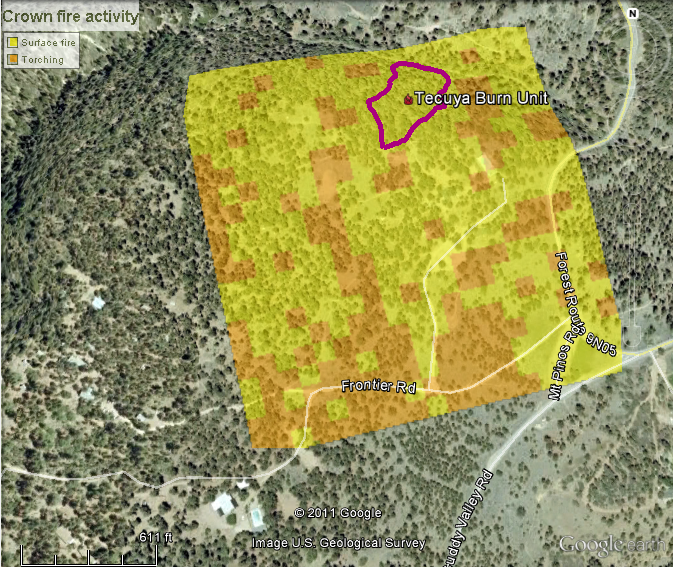 Crown fire activity
Surface fire
Torching
N
Tecuya Burn Unit
Forest Route 9N05
Mt Pinos Rd
Frontier Rd
uddy Valley Rd
© 2011 Google
611 ft
Image U.S. Geological Survey
Google earth